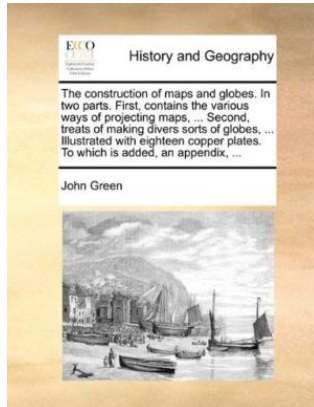 ECCO
History and Geography
The construction of maps and globes. In
two parts. First, contains the various
ways of projecting maps, ... Second,
treats of making divers sorts of globes, ...
Illustrated with eighteen copper plates.
To which is added, an appendix, ...
John Green